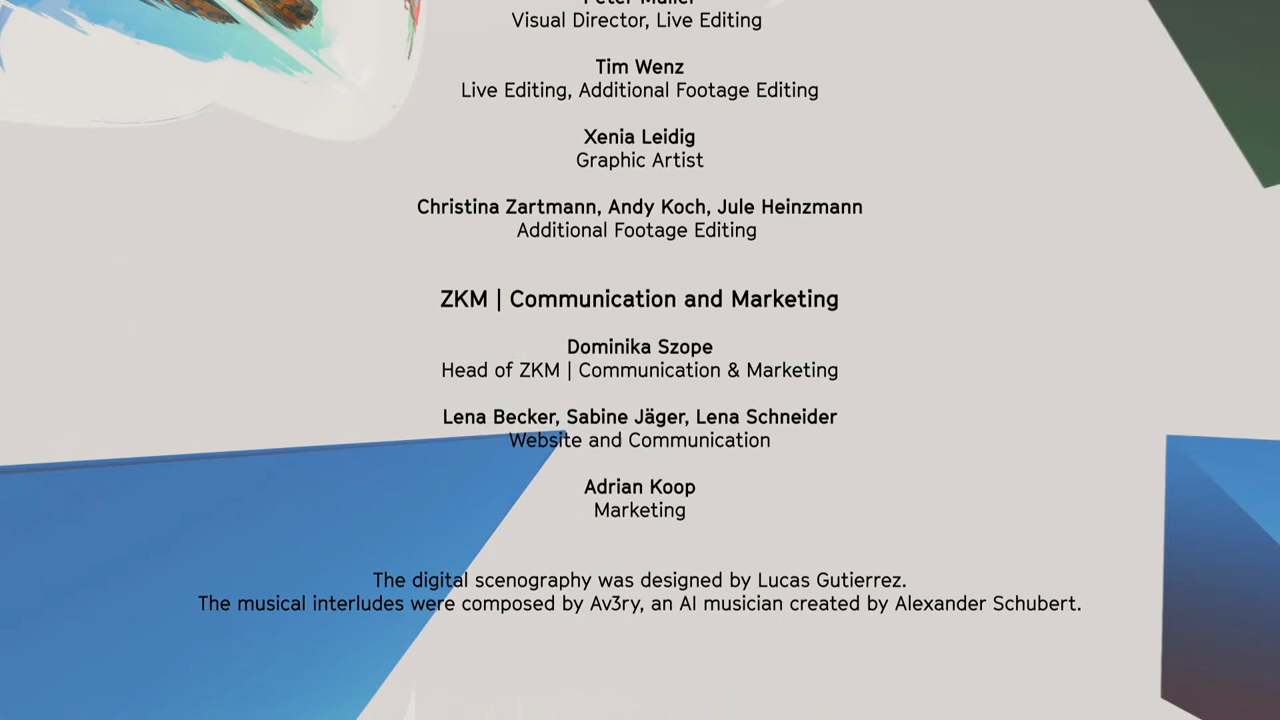 Peter Müller
Visual Director, Live Editing
Tim Wenz
Live Editing, Additional Footage Editing
Xenia Leidig
Graphic Artist
Christina Zartmann, Andy Koch, Jule Heinzmann
Additional Footage Editing
ZKM | Communication and Marketing
Dominika Szope
Head of ZKM | Communication & Marketing
Lena Becker, Sabine Jäger, Lena Schneider
Website and Communication
Adrian Koop
Marketing
The digital scenography was designed by Lucas Gutierrez.
The musical interludes were composed by Av3ry, an AI musician created by Alexander Schubert.